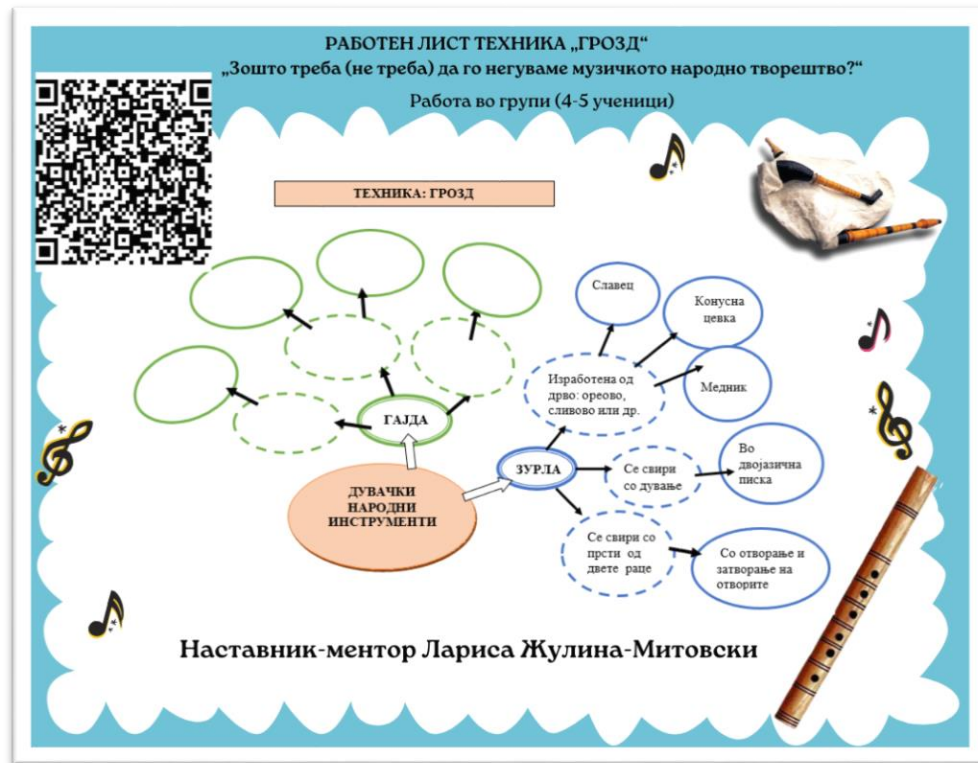 РАБОТЕН ЛИСТ ТЕХНИКА „ГРОЗД“
„Зошто треба (не треба) да го негуваме музичкото народно творештво?“
Работа во групи (4-5 ученици)
ТЕХНИКА: ГРОЗД
Славец
Конусна
цевка
Медник
Изработена од
дрво: орeово,
сливово или др.
ГАЈДА
ЗУРЛА
Се свири
со дување
Во
двојазична
писка
ДУВАЧКИ
НАРОДНИ
ИНСТРУМЕНТИ
Се свири со
прсти од
двете раце
Со отворање и
затворање на
отворите
Наставник-ментор Лариса Жулина-Митовски